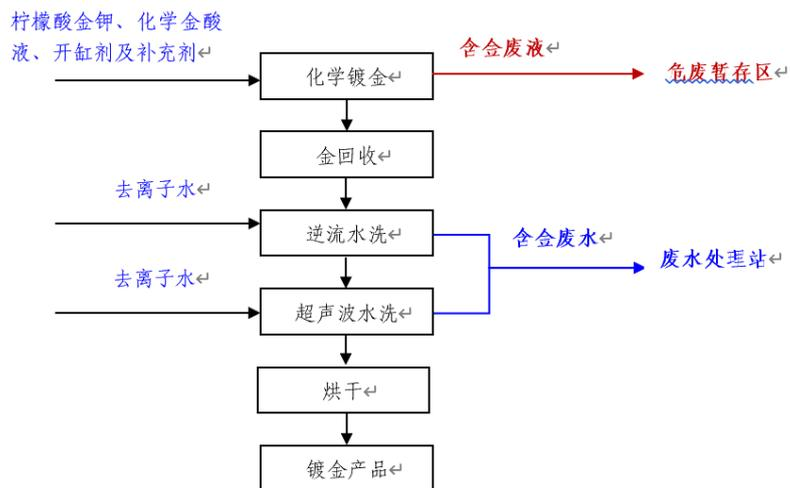 柠檬酸金钾、化学金酸
液、开缸剂及补充剂↵
化学镀金↵
含金废液↵
危废暂存区↵
金回收↵
去离子水↵
逆流水洗↵
含金废水↵
废水处理站↵
去离子水↵
超声波水洗↵
烘干↵
镀金产品↵